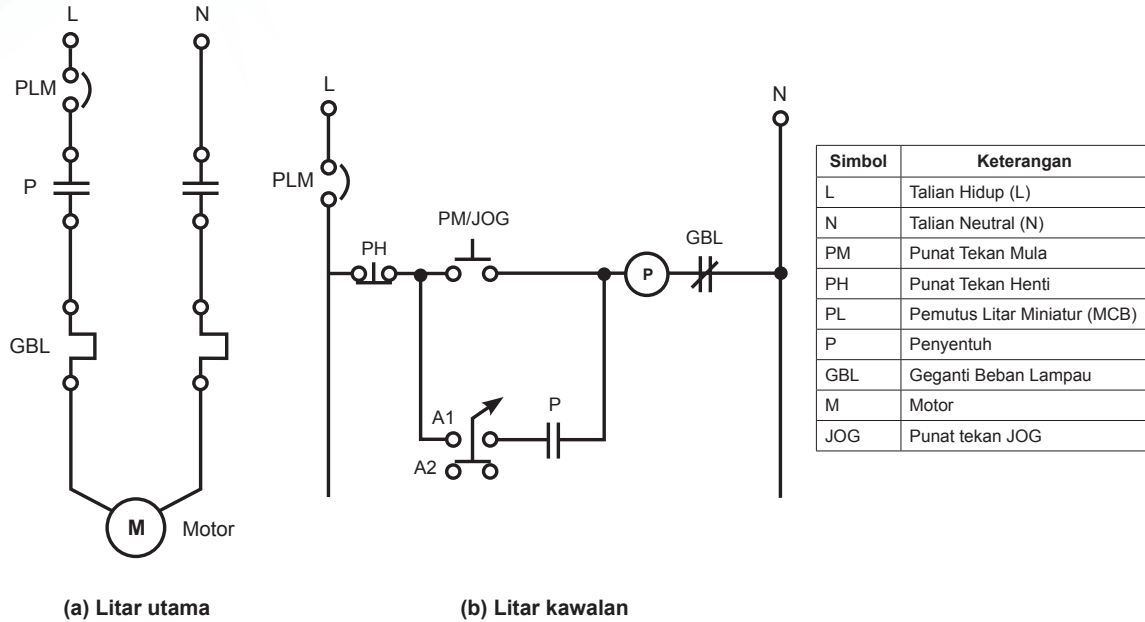 L
N
PLM
P
GBL
M
Motor
(a) Litar utama
L
N
PLM
PH
PM/JOG
P
GBL
A1
P
A2
(b) Litar kawalan
Simbol Keterangan
L Talian Hidup (L)
N Talian Neutral (N)
PM Punat Tekan Mula
PH Punat Tekan Henti
PL Pemutus Litar Miniatur (MCB)
P Penyentuh
GBL Geganti Beban Lampau
M Motor
JOG Punat tekan JOG